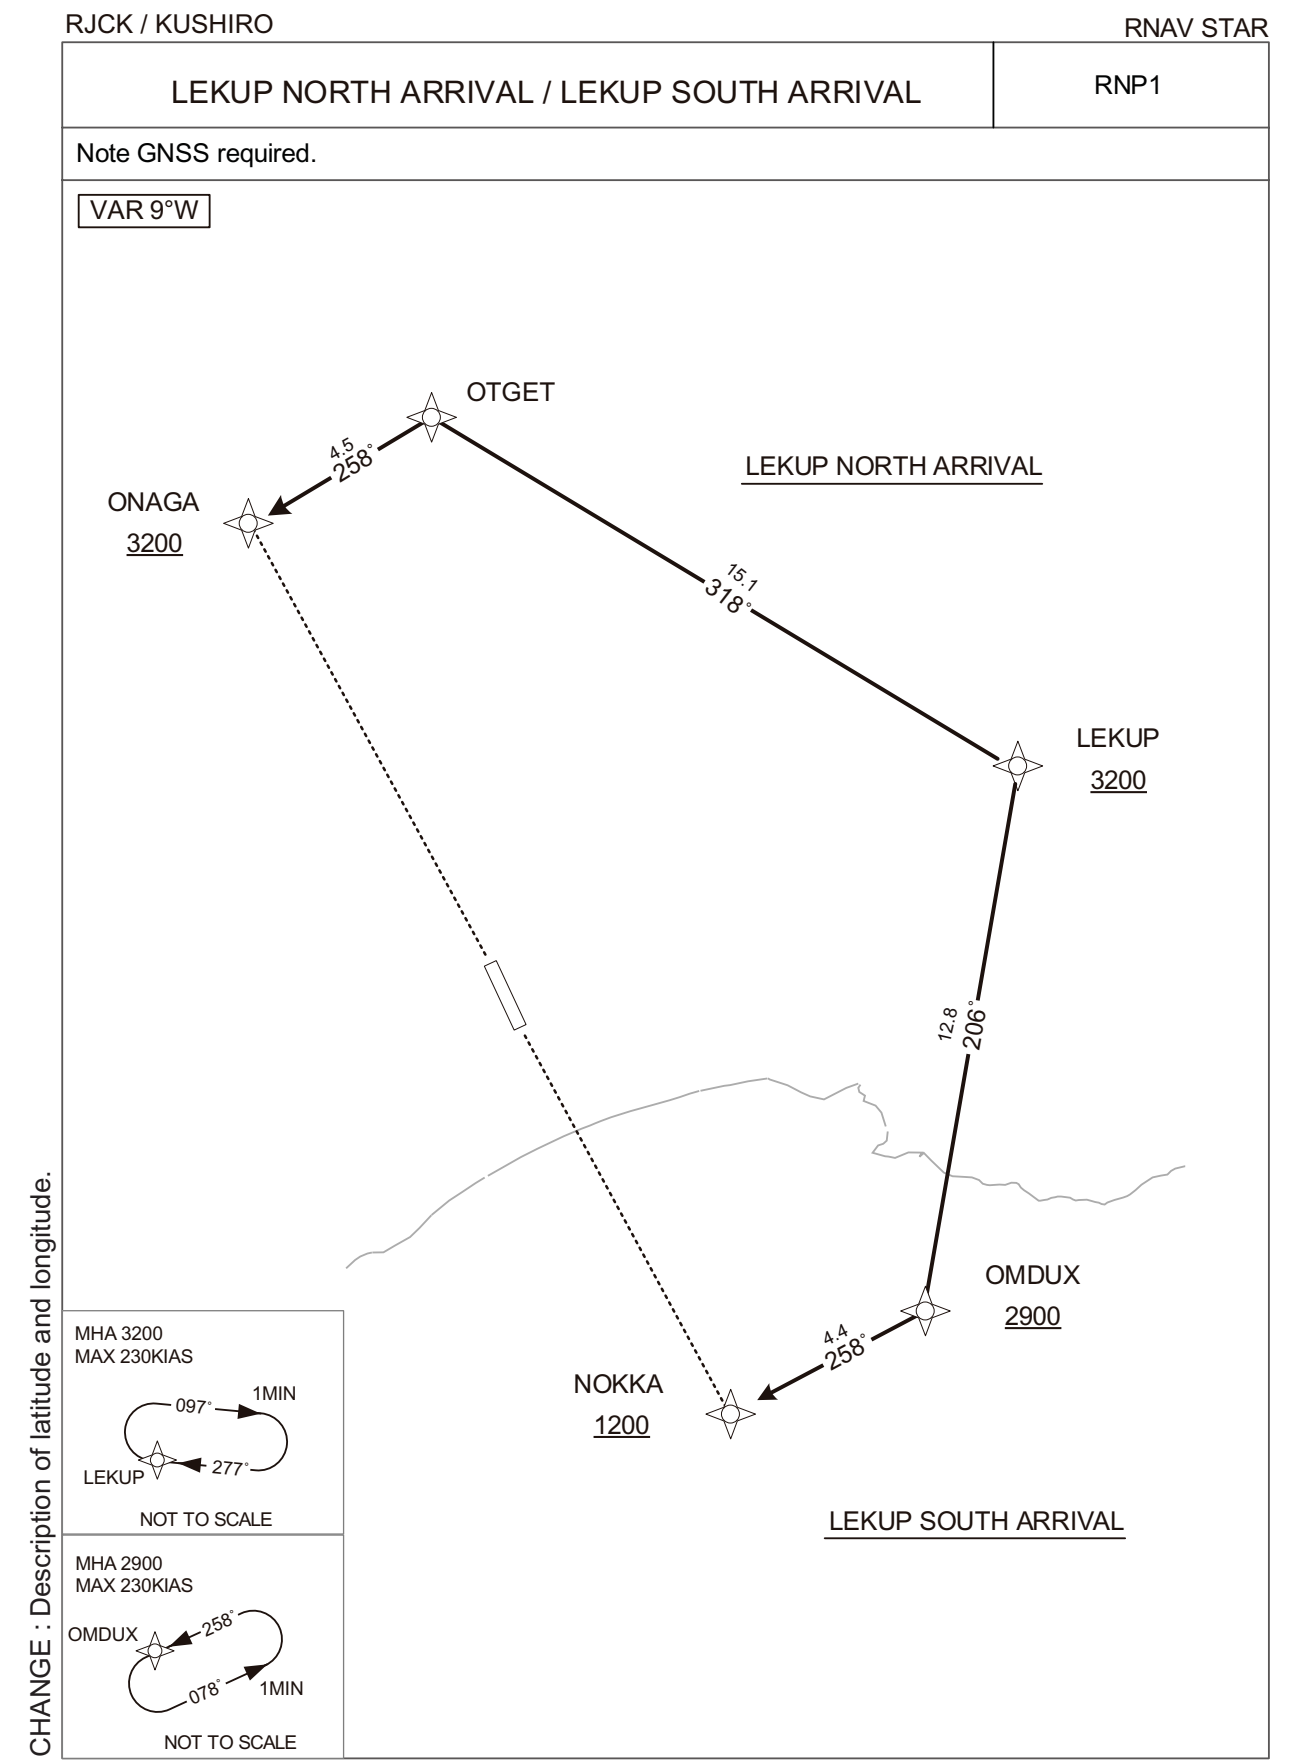 RJCK / KUSHIRO
RNAV STAR
LEKUP NORTH ARRIVAL / LEKUP SOUTH ARRIVAL
RNP1
Note GNSS required.
VAR 9°W
OTGET
4.5
258°
LEKUP NORTH ARRIVAL
ONAGA
3200
15.1
318°
LEKUP
3200
12.8
206°
OMDUX
2900
4.4
258°
NOKKA
1200
LEKUP SOUTH ARRIVAL
MHA 3200
MAX 230KIAS
097°
1MIN
277°
LEKUP
NOT TO SCALE
MHA 2900
MAX 230KIAS
258°
OMDUX
078°
1MIN
NOT TO SCALE
CHANGE : Description of latitude and longitude.